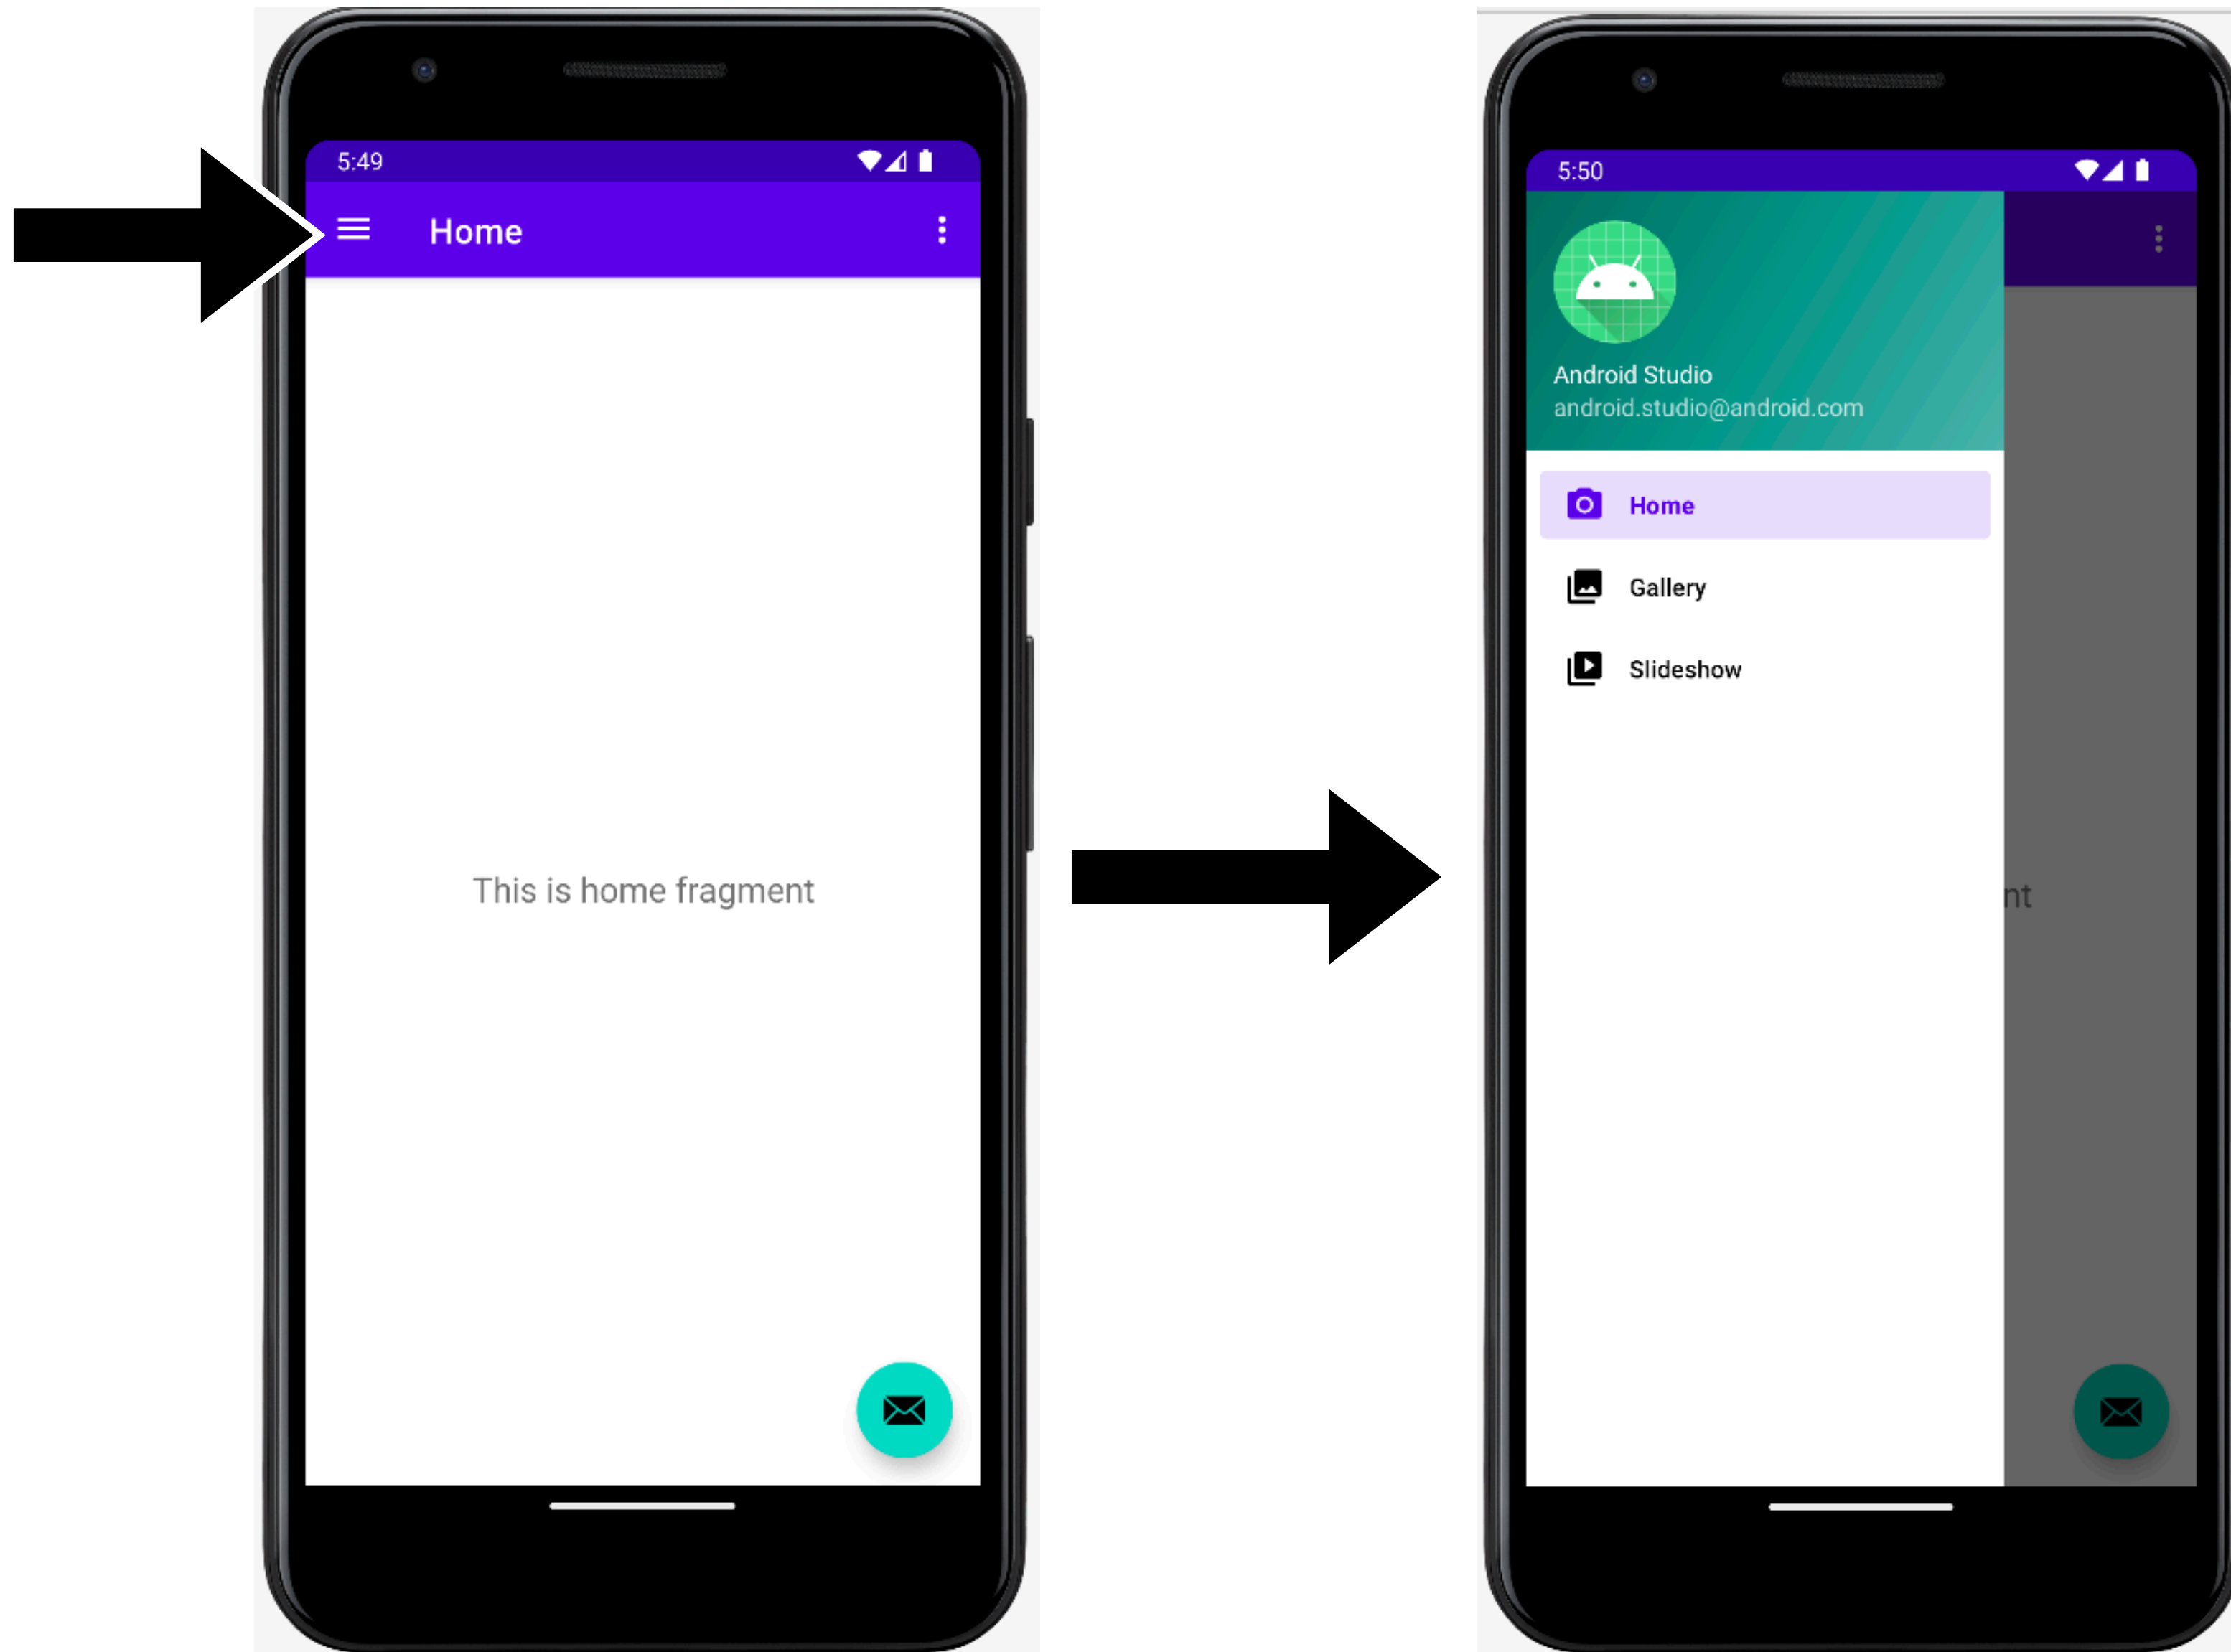 5:49
Home
This is home fragment
5:50
Android Studio
android.studio@android.com
Home
Gallery
Slideshow
nt